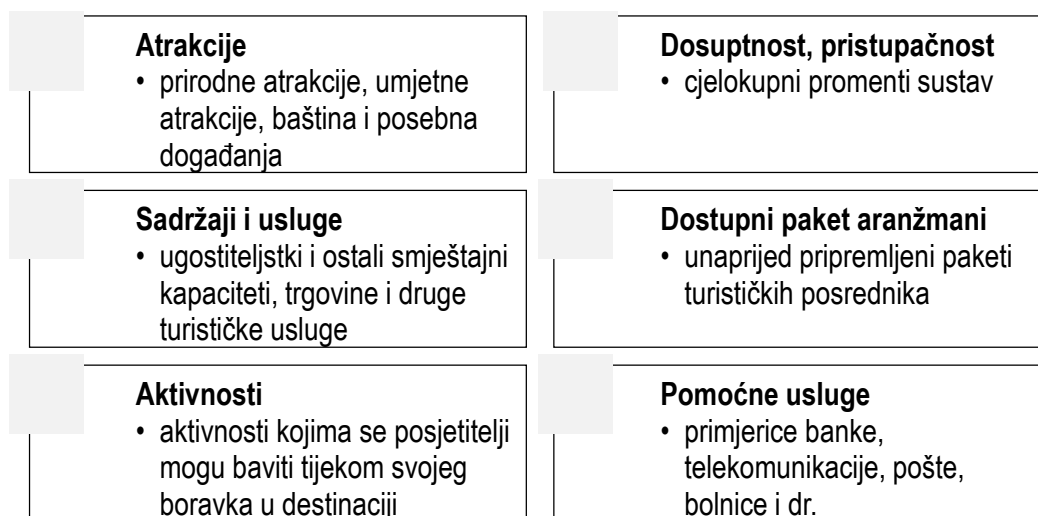 Atrakcije
• prirodne atrakcije, umjetne
atrakcije, baština i posebna
događanja
Dosuptnost, pristupačnost
• cjelokupni promenti sustav
Sadržaji i usluge
• ugostiteljstki i ostali smještajni
kapaciteti, trgovine i druge
turističke usluge
Dostupni paket aranžmani
• unaprijed pripremljeni paketi
turističkih posrednika
Aktivnosti
• aktivnosti kojima se posjetitelji
mogu baviti tijekom svojeg
boravka u destinaciji
Pomoćne usluge
• primjerice banke,
telekomunikacije, pošte,
bolnice i dr.